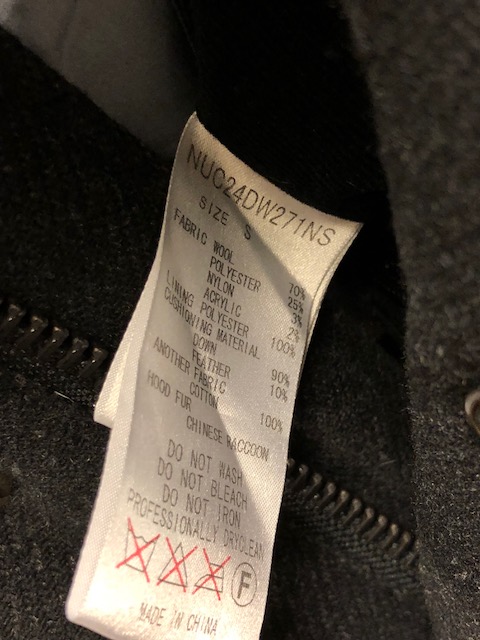 NUC24DW271NS
SIZE S
FABRIC WOOL 70%
POLYESTER 25%
NYLON 3%
ACRYLIC 2%
LINING POLYESTER 100%
CUSHIONING MATERIAL
DOWN 90%
FEATHER 10%
ANOTHER FABRIC
COTTON 100%
HOOD FUR
CHINESE RACCOON
DO NOT WASH
DO NOT BLEACH
DO NOT IRON
PROFESSIONALLY DRYCLEAN
F
MADE IN CHINA